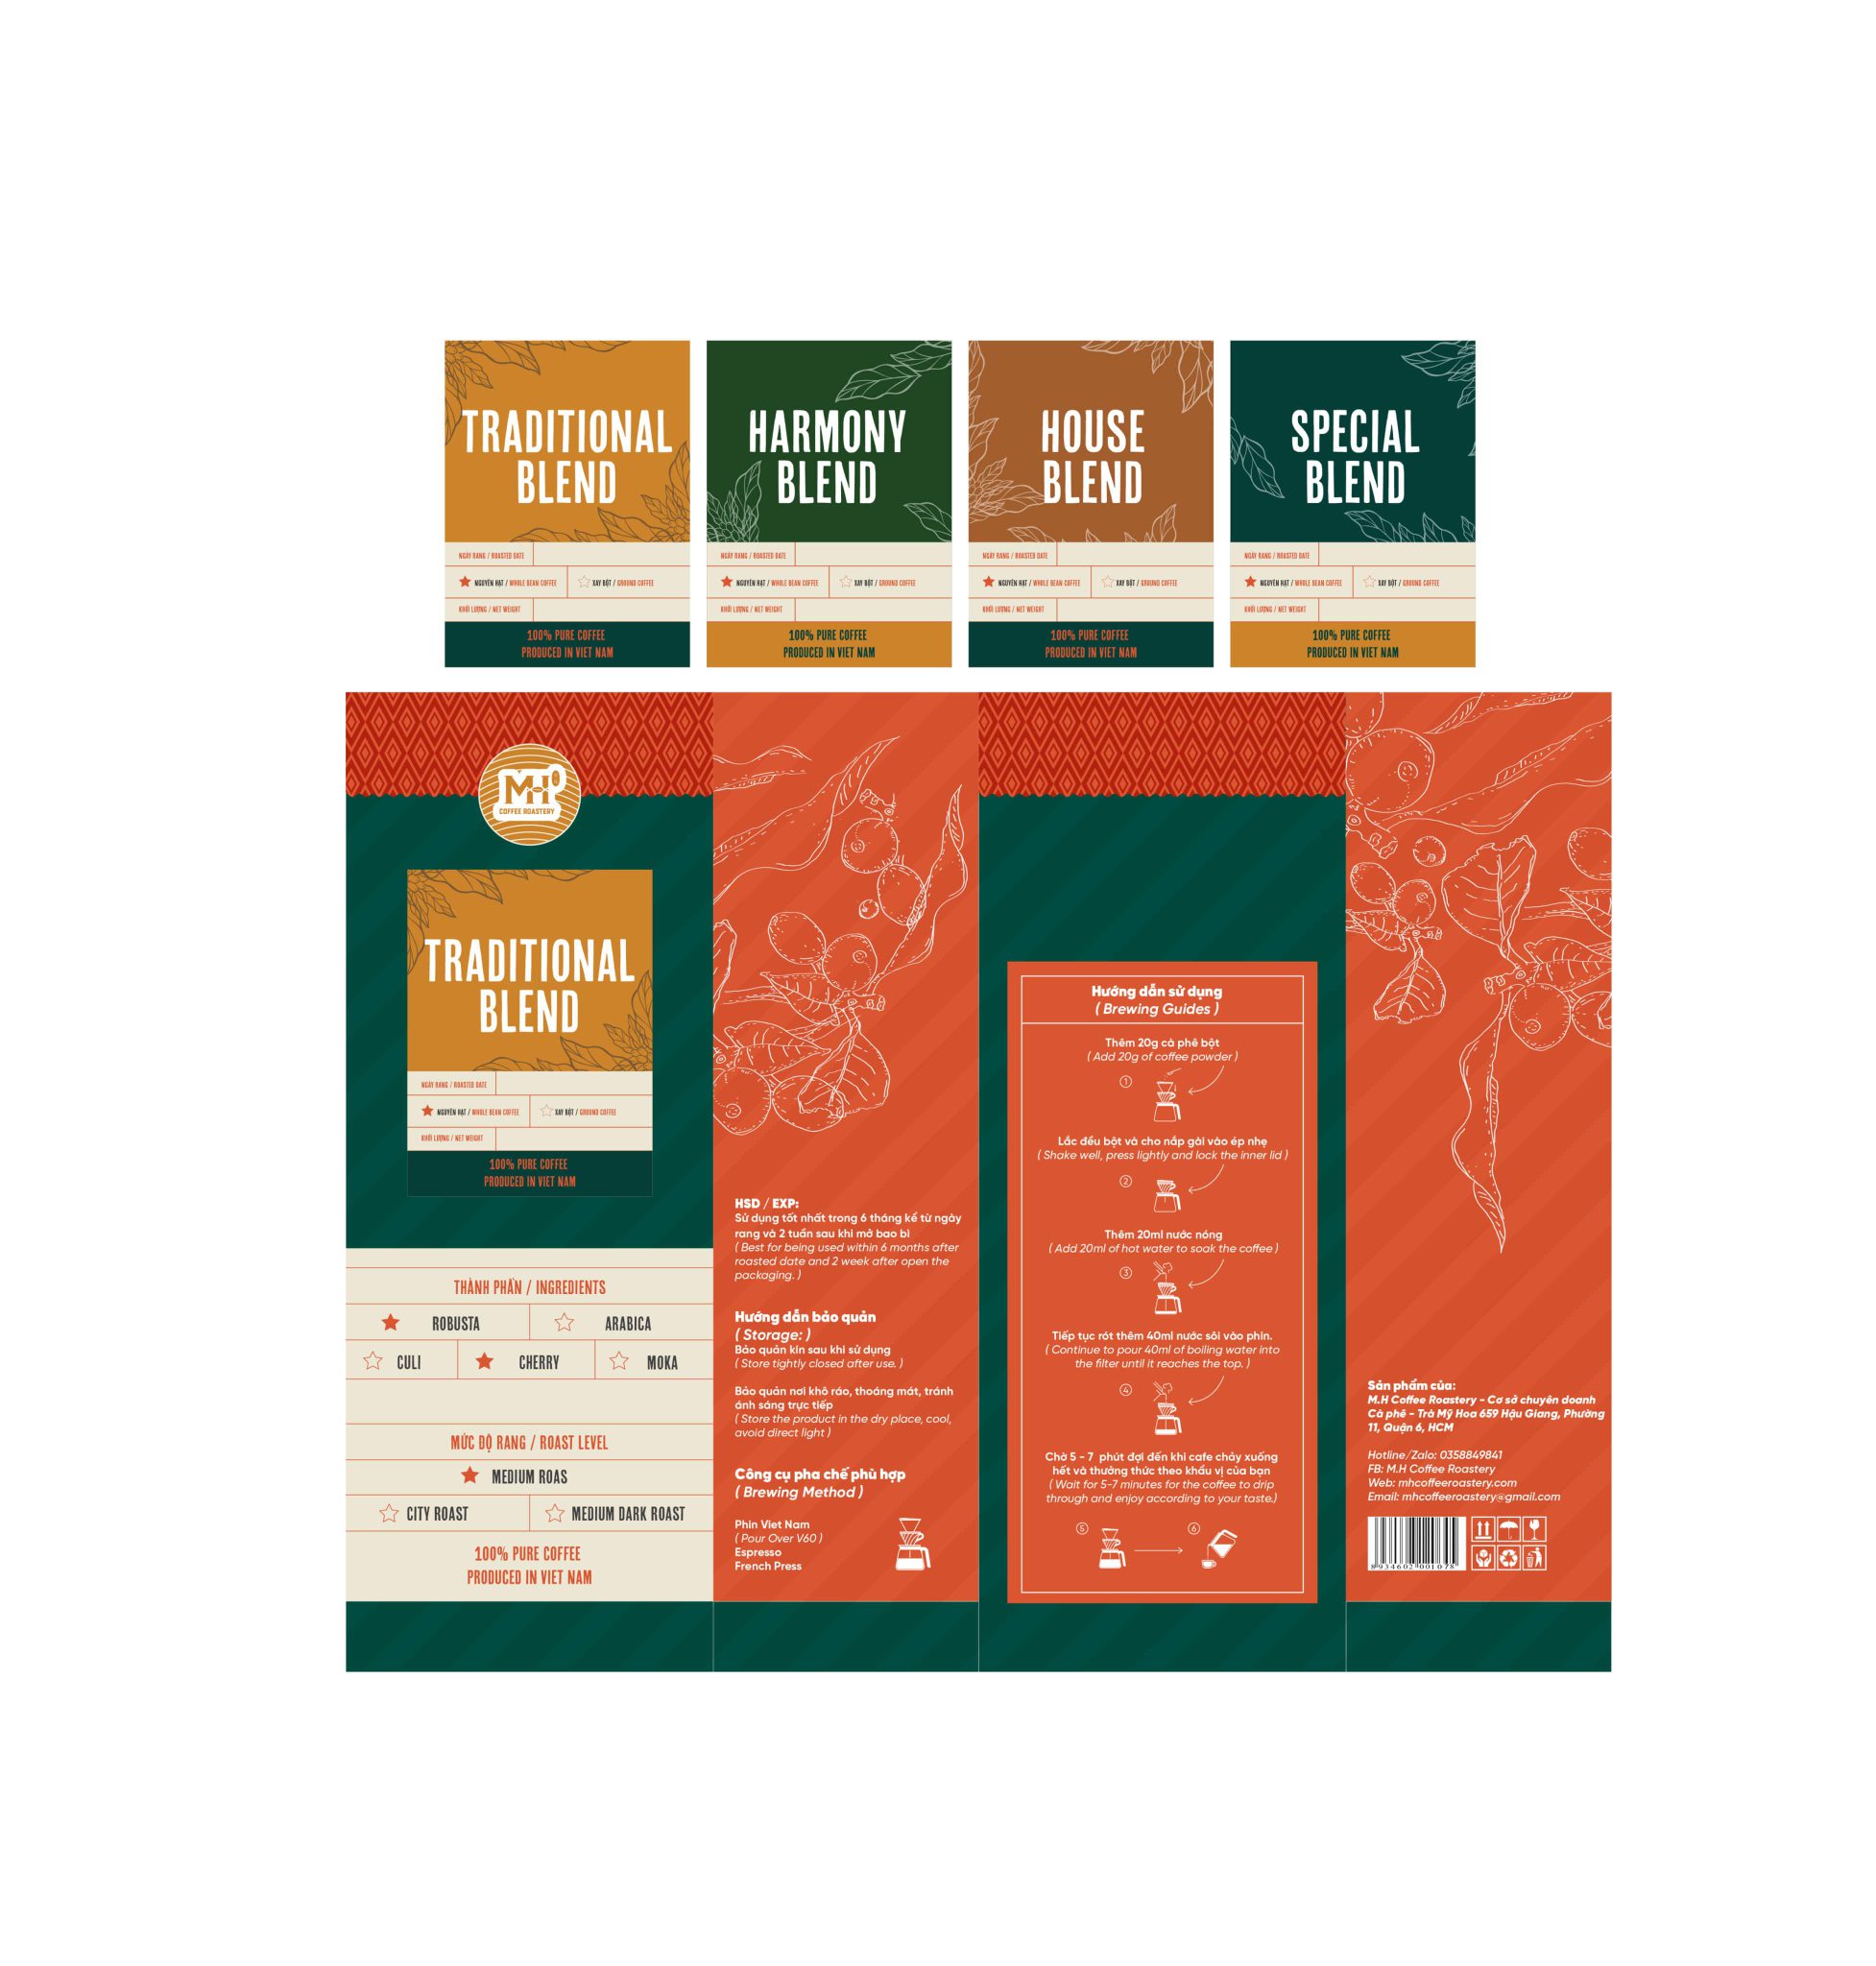 TRADITIONAL
BLEND
NGÀY RANG / ROASTED DATE
NGUYÊN HẠT / WHOLE BEAN COFFEE
XAY BỘT / GROUND COFFEE
KHỐI LƯỢNG / NET WEIGHT
100% PURE COFFEE
PRODUCED IN VIET NAM
HARMONY
BLEND
NGÀY RANG / ROASTED DATE
NGUYÊN HẠT / WHOLE BEAN COFFEE
XAY BỘT / GROUND COFFEE
KHỐI LƯỢNG / NET WEIGHT
100% PURE COFFEE
PRODUCED IN VIET NAM
HOUSE
BLEND
NGÀY RANG / ROASTED DATE
NGUYÊN HẠT / WHOLE BEAN COFFEE
XAY BỘT / GROUND COFFEE
KHỐI LƯỢNG / NET WEIGHT
100% PURE COFFEE
PRODUCED IN VIET NAM
SPECIAL
BLEND
NGÀY RANG / ROASTED DATE
NGUYÊN HẠT / WHOLE BEAN COFFEE
XAY BỘT / GROUND COFFEE
KHỐI LƯỢNG / NET WEIGHT
100% PURE COFFEE
PRODUCED IN VIET NAM
MH
COFFEE ROASTERY
TRADITIONAL
BLEND
NGÀY RANG / ROASTED DATE
NGUYÊN HẠT / WHOLE BEAN COFFEE
XAY BỘT / GROUND COFFEE
KHỐI LƯỢNG / NET WEIGHT
100% PURE COFFEE
PRODUCED IN VIET NAM
THÀNH PHẦN / INGREDIENTS
ROBUSTA
ARABICA
CULI
CHERRY
MOKA
MỨC ĐỘ RANG / ROAST LEVEL
MEDIUM ROAS
CITY ROAST
MEDIUM DARK ROAST
100% PURE COFFEE
PRODUCED IN VIET NAM
HSD / EXP:
Sử dụng tốt nhất trong 6 tháng kể từ ngày
rang và 2 tuần sau khi mở bao bì
( Best for being used within 6 months after
roasted date and 2 week after open the
packaging. )
Hướng dẫn bảo quản
( Storage: )
Bảo quản kín sau khi sử dụng
( Store tightly closed after use. )
Bảo quản nơi khô ráo, thoáng mát, tránh
ánh sáng trực tiếp
( Store the product in the dry place, cool,
avoid direct light )
Công cụ pha chế phù hợp
( Brewing Method )
Phin Viet Nam
( Pour Over V60 )
Espresso
French Press
Hướng dẫn sử dụng
( Brewing Guides )
Thêm 20g cà phê bột
( Add 20g of coffee powder )
1
Lắc đều bột và cho nắp gài vào ép nhẹ
( Shake well, press lightly and lock the inner lid )
2
Thêm 20ml nước nóng
( Add 20ml of hot water to soak the coffee )
3
Tiếp tục rót thêm 40ml nước sôi vào phin.
( Continue to pour 40ml of boiling water into
the filter until it reaches the top. )
4
Chờ 5 - 7 phút đợi đến khi cafe chảy xuống
hết và thưởng thức theo khẩu vị của bạn
( Wait for 5-7 minutes for the coffee to drip
through and enjoy according to your taste.)
5
6
Sản phẩm của:
M.H Coffee Roastery - Cơ sở chuyên doanh
Cà phê - Trà Mỹ Hoa 659 Hậu Giang, Phường
11, Quận 6, HCM
Hotline/Zalo: 0358849841
FB: M.H Coffee Roastery
Web: mhcoffeeroastery.com
Email: mhcoffeeroastery@gmail.com
8934602001078